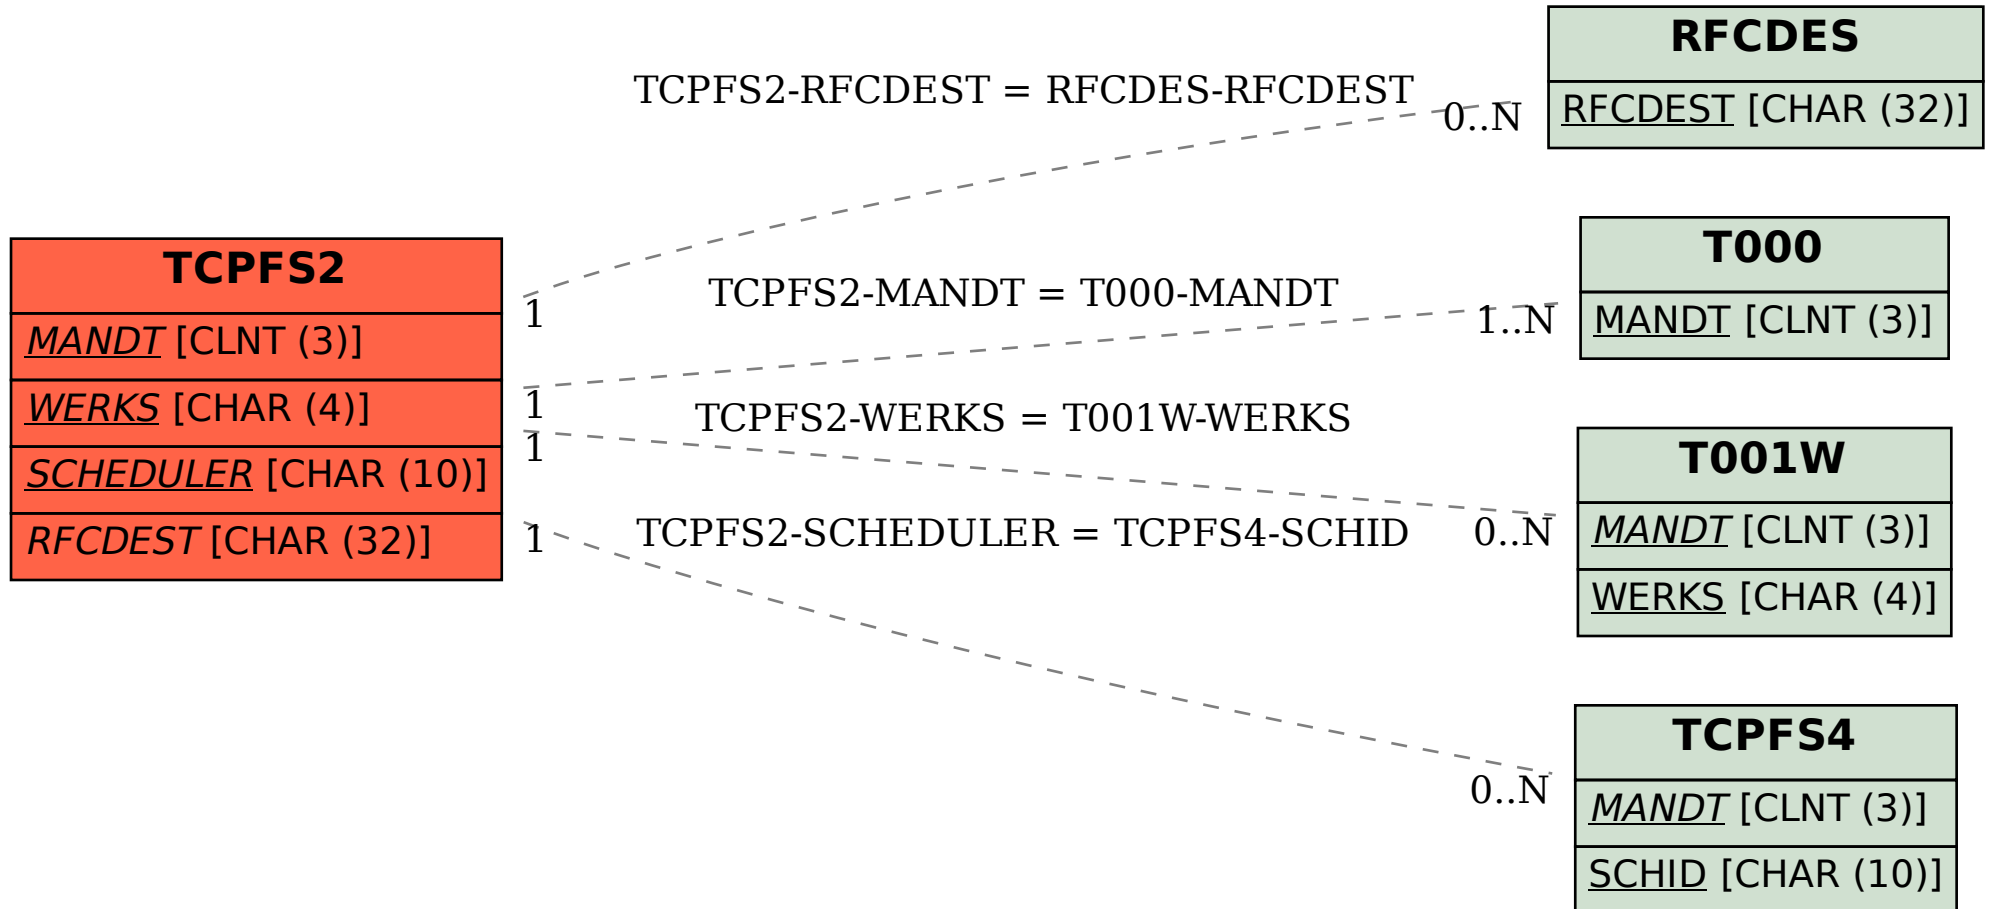 RFCDES
RFCDEST [CHAR (32)]
TCPFS2-RFCDEST = RFCDES-RFCDEST
0..N
1
TCPFS2
MANDT [CLNT (3)]
WERKS [CHAR (4)]
SCHEDULER [CHAR (10)]
RFCDEST [CHAR (32)]
TCPFS2-MANDT = T000-MANDT
1..N
1
T000
MANDT [CLNT (3)]
TCPFS2-WERKS = T001W-WERKS
1
0..N
T001W
MANDT [CLNT (3)]
WERKS [CHAR (4)]
TCPFS2-SCHEDULER = TCPFS4-SCHID
1
0..N
TCPFS4
MANDT [CLNT (3)]
SCHID [CHAR (10)]